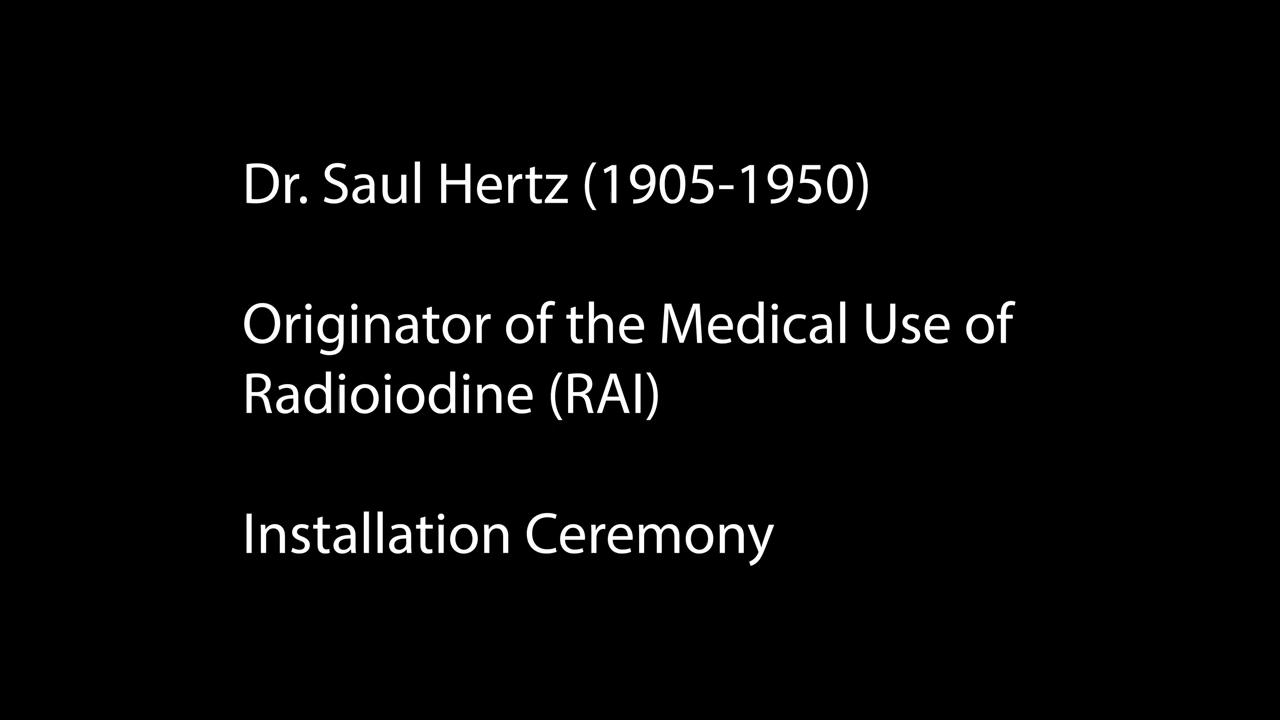 Dr. Saul Hertz (1905-1950)
Originator of the Medical Use of
Radioiodine (RAI)
Installation Ceremony